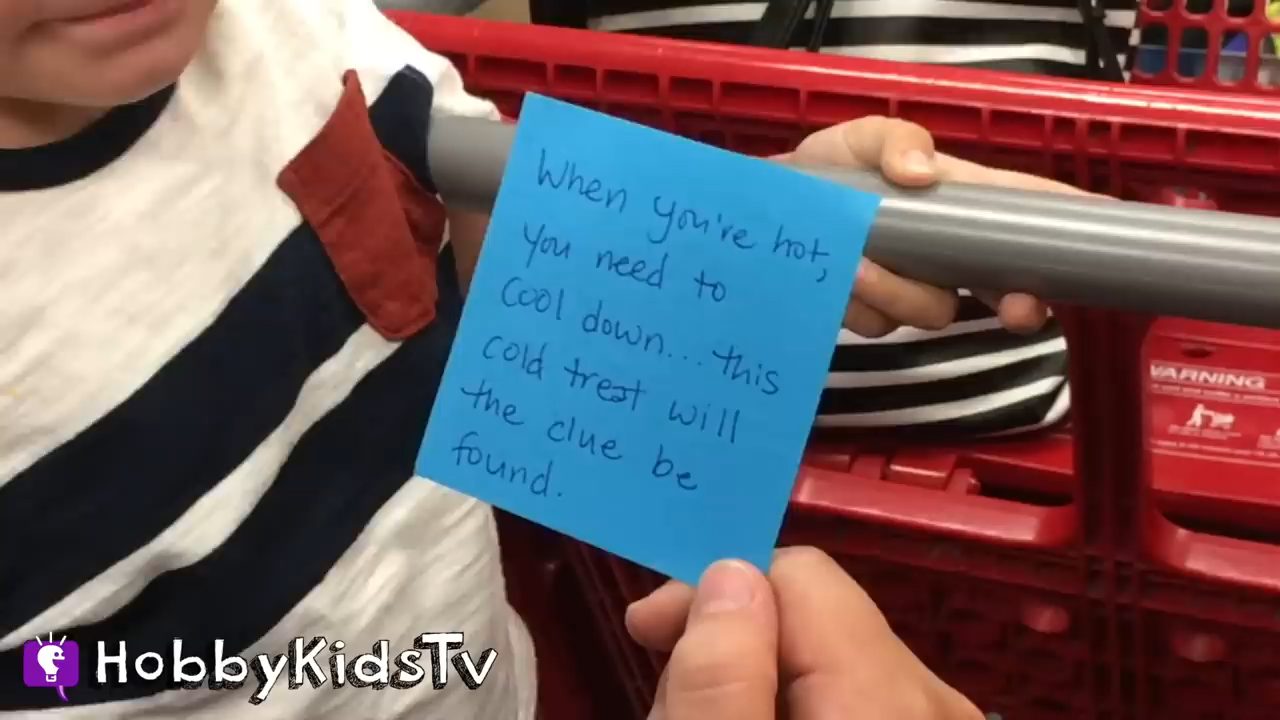 When you're hot,
you need to
cool down... this
cold treat will
the clue be
found.
WARNING
HobbyKidsTv